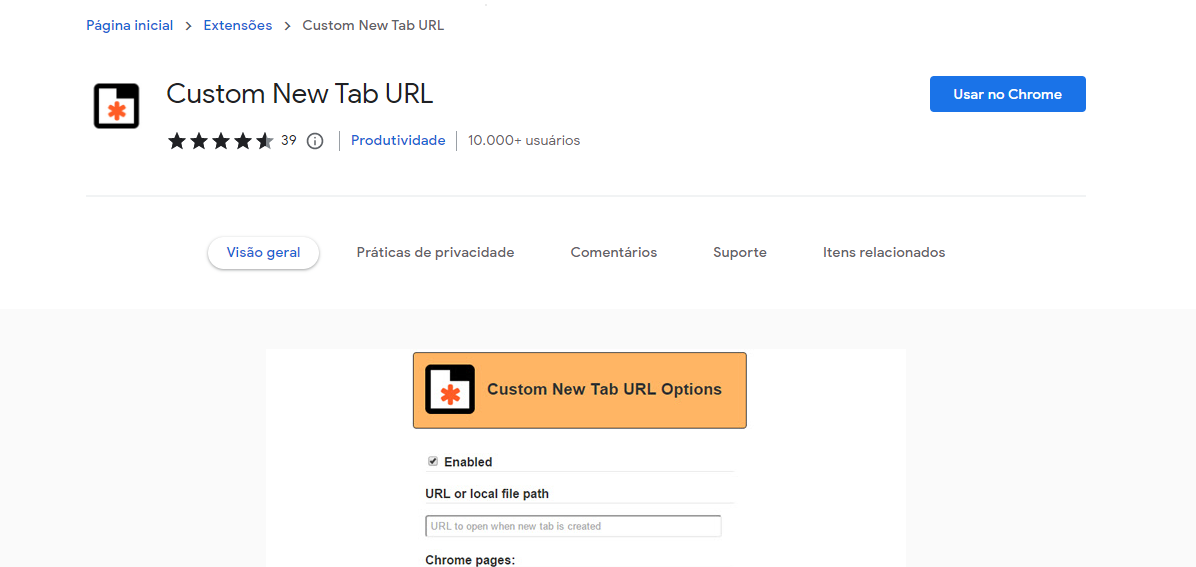 Página inicial > Extensões > Custom New Tab URL
Custom New Tab URL
Usar no Chrome
39 Produtividade 10.000+ usuários
Visão geral Práticas de privacidade Comentários Suporte Itens relacionados
Custom New Tab URL Options
Enabled
URL or local file path
URL to open when new tab is created
Chrome pages: